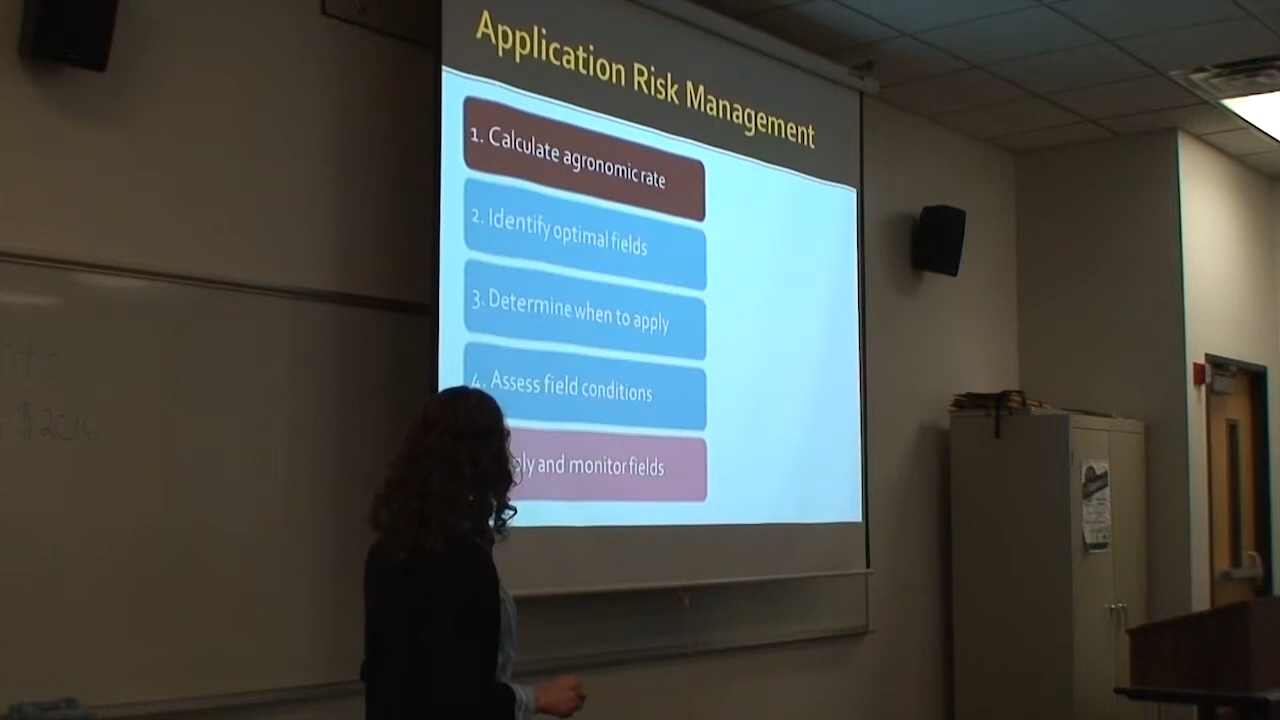 Application Risk Management
1. Calculate agronomic rate
2. Identify optimal fields
3. Determine when to apply
4. Assess field conditions
and monitor fields